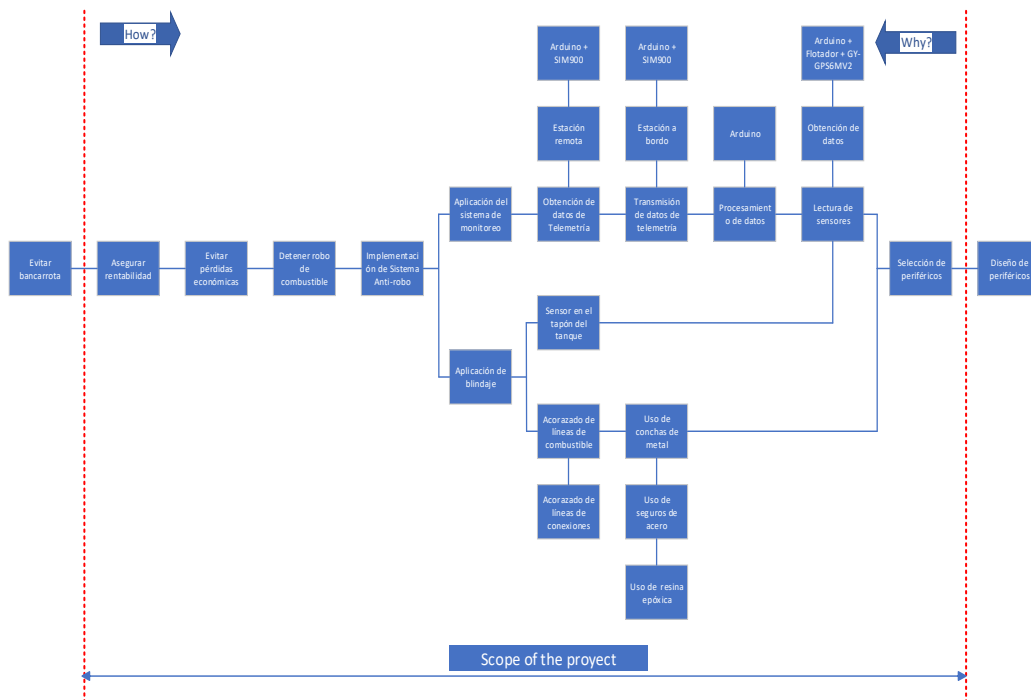 How?
Why?
Arduino +
SIM900
Arduino +
SIM900
Arduino +
Flotador + GY-
GPS6MV2
Estación
remota
Estación a
bordo
Arduino
Obtención de
datos
Aplicación del
sistema de
monitoreo
Obtención de
datos de
Telemetría
Transmisión de
datos de
telemetría
Procesamient
o de datos
Lectura de
sensores
Evitar
bancarrota
Asegurar
rentabilidad
Evitar
pérdidas
económicas
Detener robo
de
combustible
Implementaci
ón de Sistema
Anti-robo
Selección de
periféricos
Diseño de
periféricos
Sensor en el
tapón del
tanque
Aplicación de
blindaje
Acorazado de
líneas de
combustible
Uso de
conchas de
metal
Acorazado de
líneas de
conexiones
Uso de
seguros de
acero
Uso de resina
epóxica
Scope of the proyect